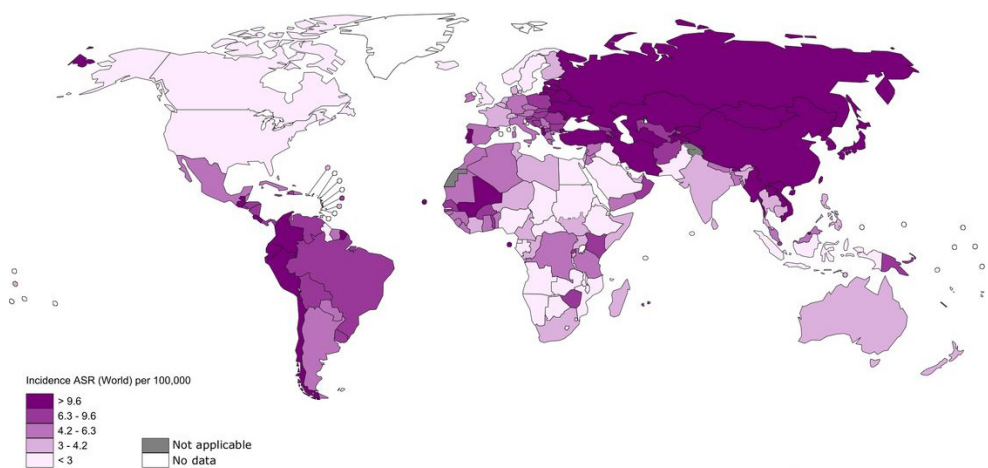 Incidence ASR (World) per 100,000
> 9.6
6.3 - 9.6
4.2 - 6.3
3 - 4.2
< 3
Not applicable
No data